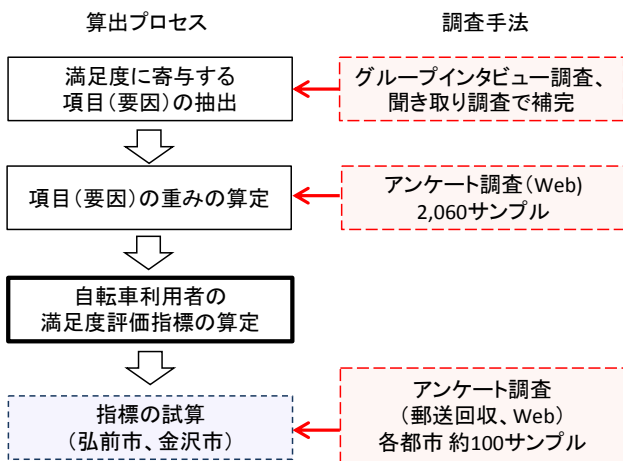 算出プロセス
調査手法
満足度に寄与する
項目(要因)の抽出
グループインタビュー調査、
聞き取り調査で補完
項目(要因)の重みの算定
アンケート調査(Web)
2,060サンプル
自転車利用者の
満足度評価指標の算定
指標の試算
(弘前市、金沢市)
アンケート調査
(郵送回収、Web)
各都市 約100サンプル